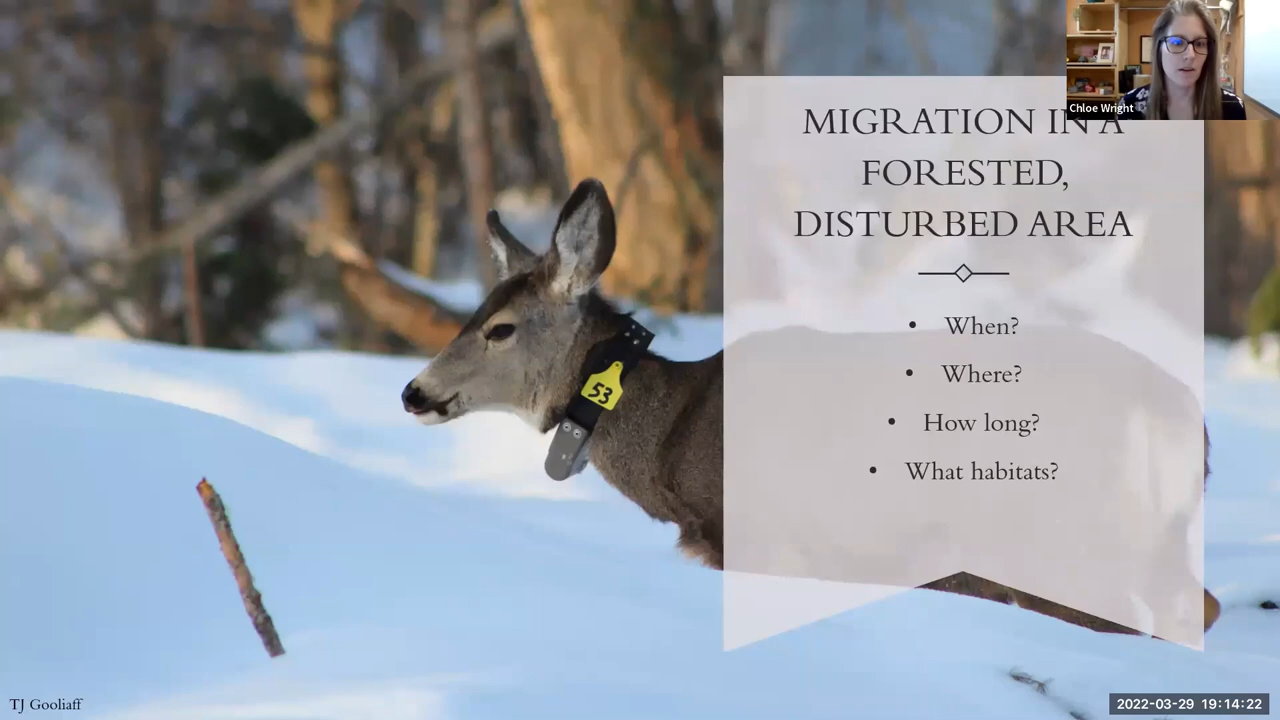 Chloe Wright
MIGRATION IN A
FORESTED,
DISTURBED AREA
• When?
• Where?
• How long?
• What habitats?
53
TJ Gooliaff
2022-03-29 19:14:22